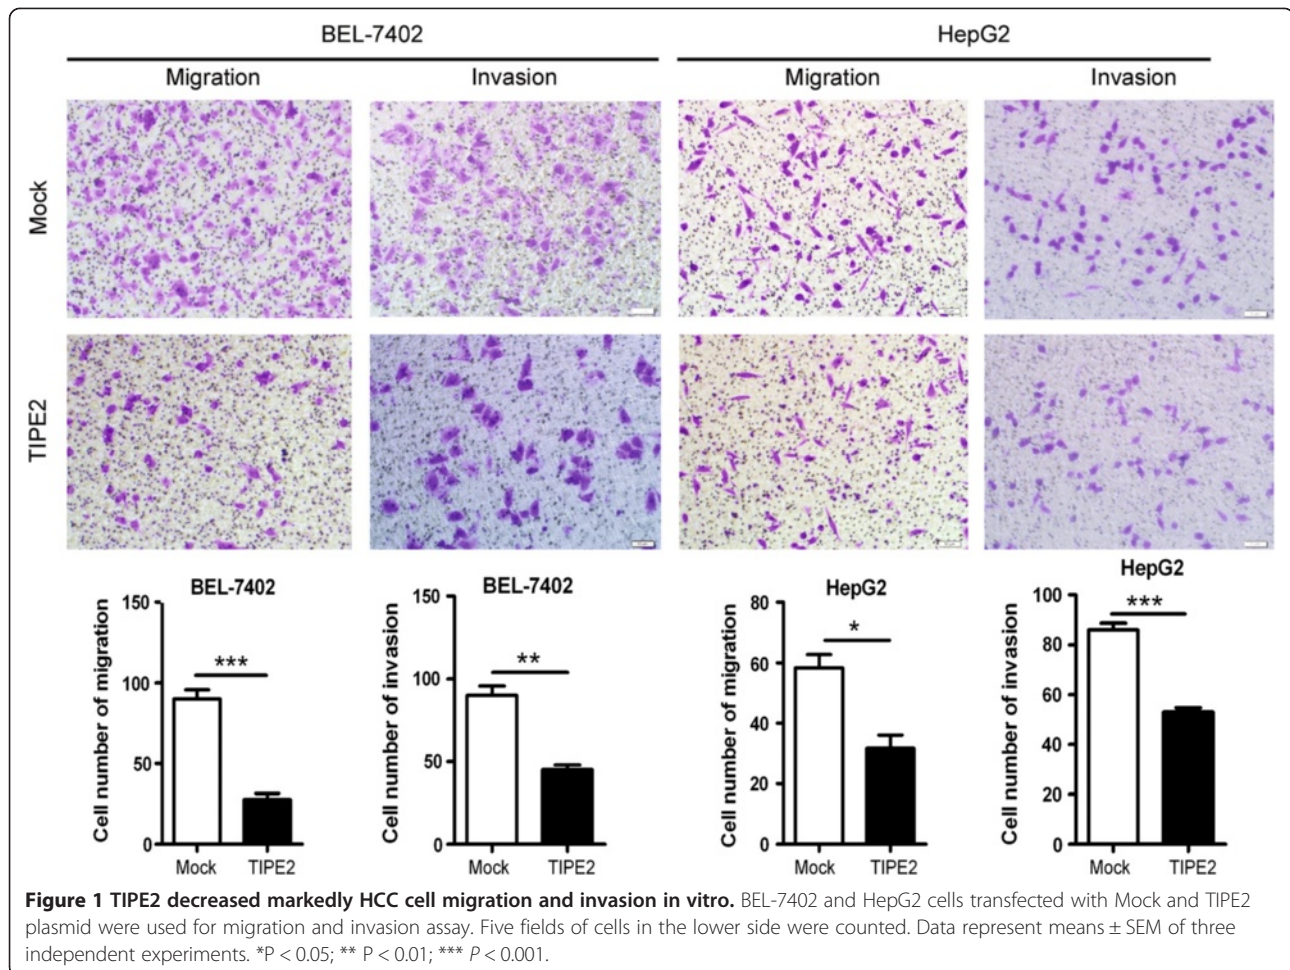 BEL-7402
HepG2
Migration
Invasion
Migration
Invasion
Mock
TIPE2
BEL-7402
Cell number of migration
150
100
50
0
***
Mock TIPE2
BEL-7402
Cell number of invasion
150
100
50
0
**
Mock TIPE2
HepG2
Cell number of migration
80
60
40
20
0
*
Mock TIPE2
HepG2
Cell number of invasion
100
80
60
40
20
0
***
Mock TIPE2
Figure 1 TIPE2 decreased markedly HCC cell migration and invasion in vitro. BEL-7402 and HepG2 cells transfected with Mock and TIPE2
plasmid were used for migration and invasion assay. Five fields of cells in the lower side were counted. Data represent means ± SEM of three
independent experiments. *P < 0.05; ** P < 0.01; *** P < 0.001.